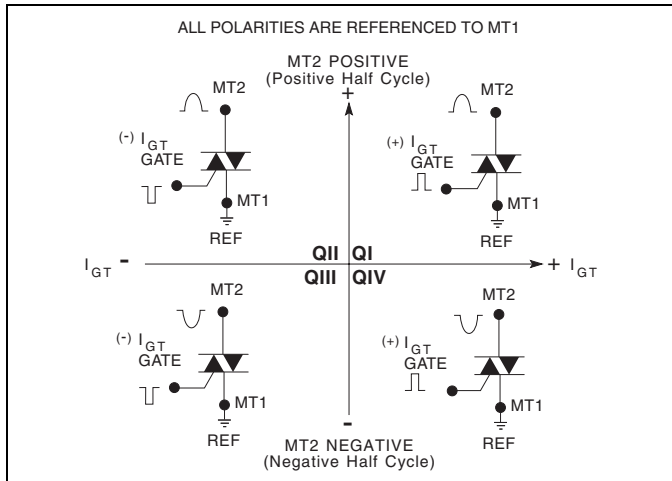 ALL POLARITIES ARE REFERENCED TO MT1
MT2 POSITIVE
(Positive Half Cycle)
+
MT2
(-) IGT
GATE
MT1
REF
MT2
(+) IGT
GATE
MT1
REF
IGT -
QII QI
QIII QIV
+ IGT
MT2
(-) IGT
GATE
MT1
REF
MT2
(+) IGT
GATE
MT1
REF
-
MT2 NEGATIVE
(Negative Half Cycle)